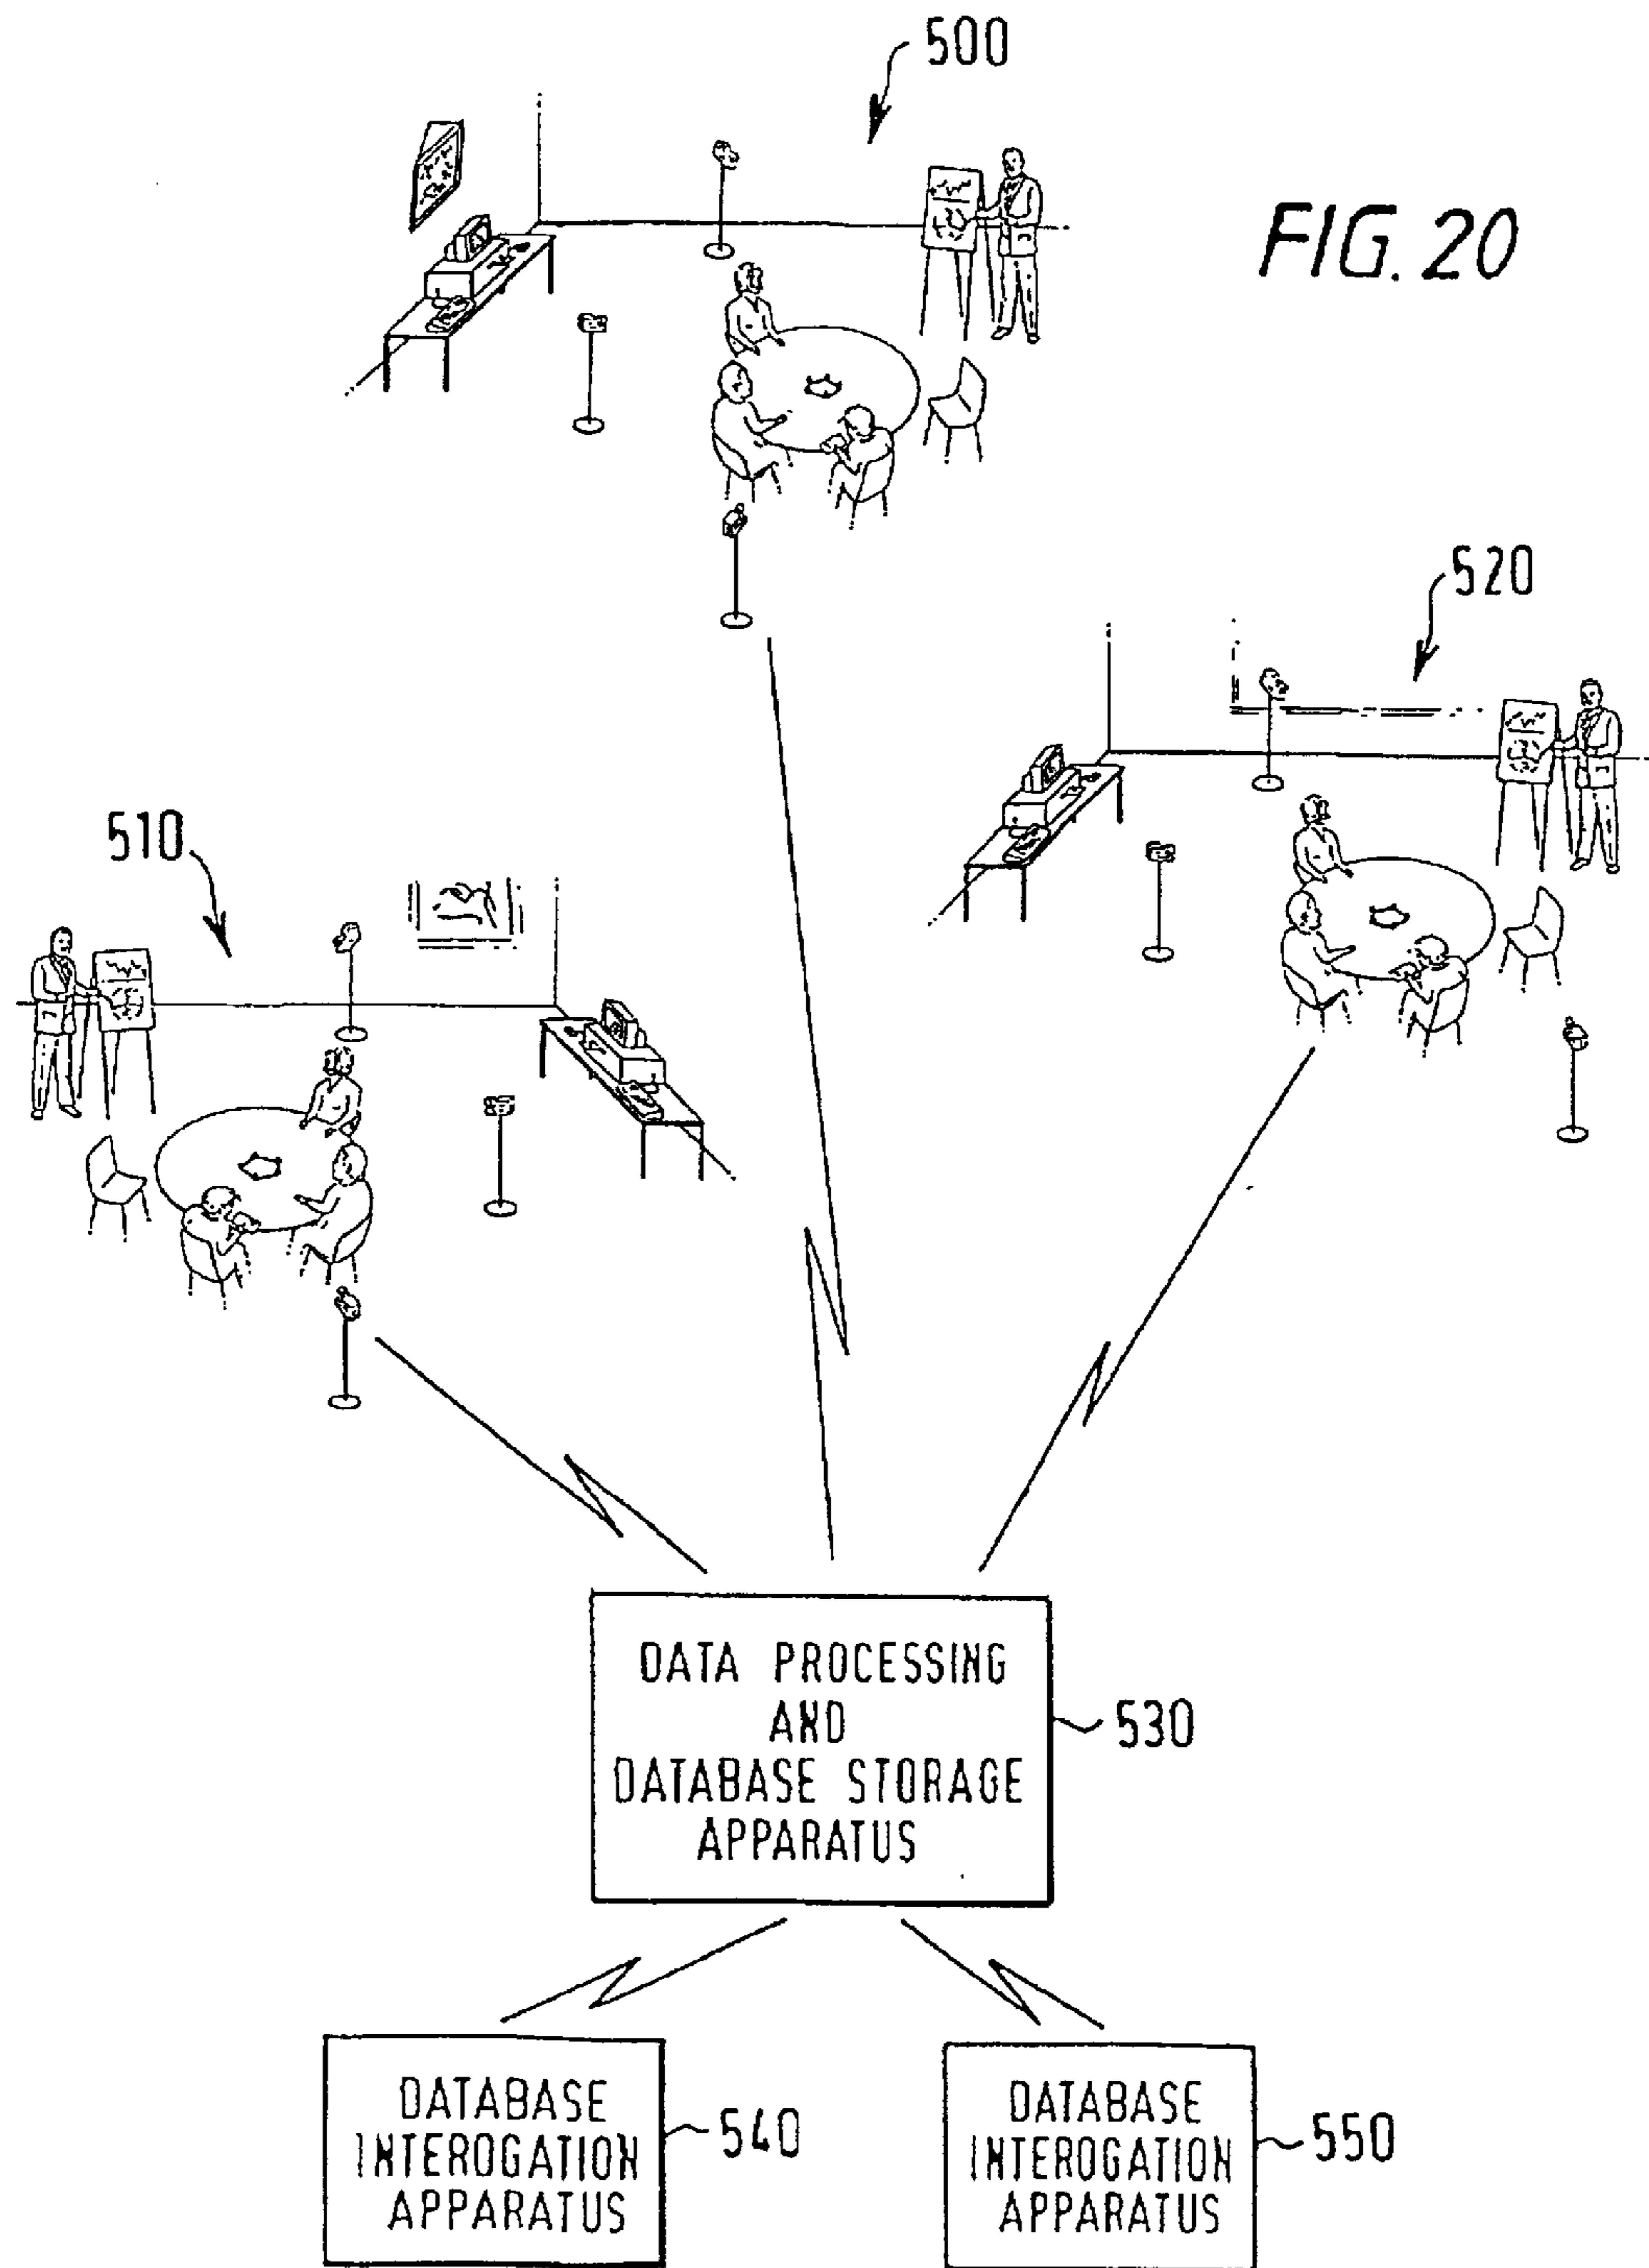 500
FIG. 20
520
510
DATA PROCESSING
AND
DATABASE STORAGE
APPARATUS
530
DATABASE
INTEROGATION
APPARATUS
540
DATABASE
INTEROGATION
APPARATUS
550